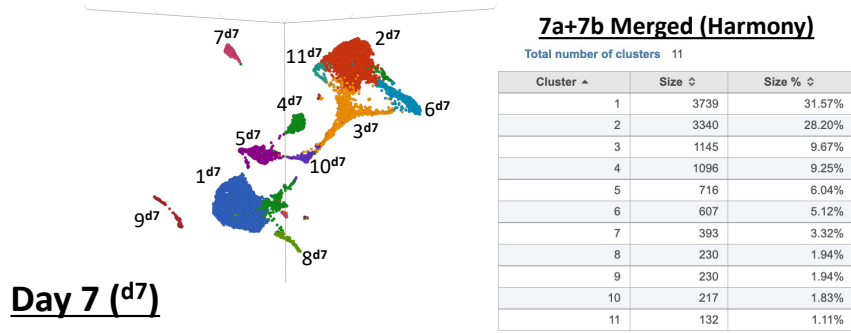 7d7
2d7
11d7
4d7
6d7
3d7
5d7
10d7
1d7
9d7
8d7
Day 7 (d7)
7a+7b Merged (Harmony)
Total number of clusters 11
Cluster Size Size %
1 3739 31.57%
2 3340 28.20%
3 1145 9.67%
4 1096 9.25%
5 716 6.04%
6 607 5.12%
7 393 3.32%
8 230 1.94%
9 230 1.94%
10 217 1.83%
11 132 1.11%